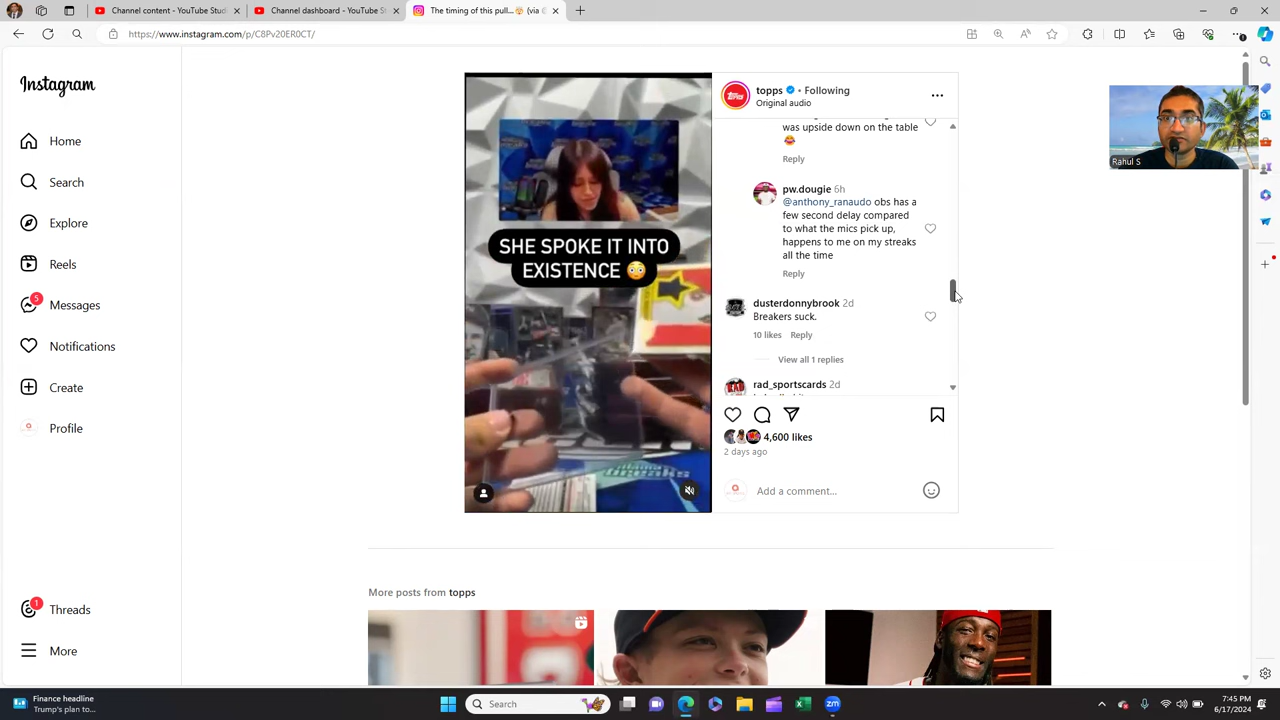 Channel content - YouTube Stud
Channel dashboard - YouTube St
The timing of this pull...🤯 (via @
https://www.instagram.com/p/C8Pv20ER0CT/
Instagram
Home
Search
Explore
Reels
5
Messages
Notifications
Create
Profile
1
Threads
More
SHE SPOKE IT INTO
EXISTENCE 😳
breaks
topps • Following
Original audio
was upside down on the table
😂
Reply
pw.dougie 6h
@anthony_ranaudo obs has a
few second delay compared
to what the mics pick up,
happens to me on my streaks
all the time
Reply
dusterdonnybrook 2d
Breakers suck.
10 likes Reply
View all 1 replies
rad_sportscards 2d
4,600 likes
2 days ago
Add a comment...
Rahul S
More posts from topps
Finance headline
Trump's plan to...
Search
7:45 PM
6/17/2024